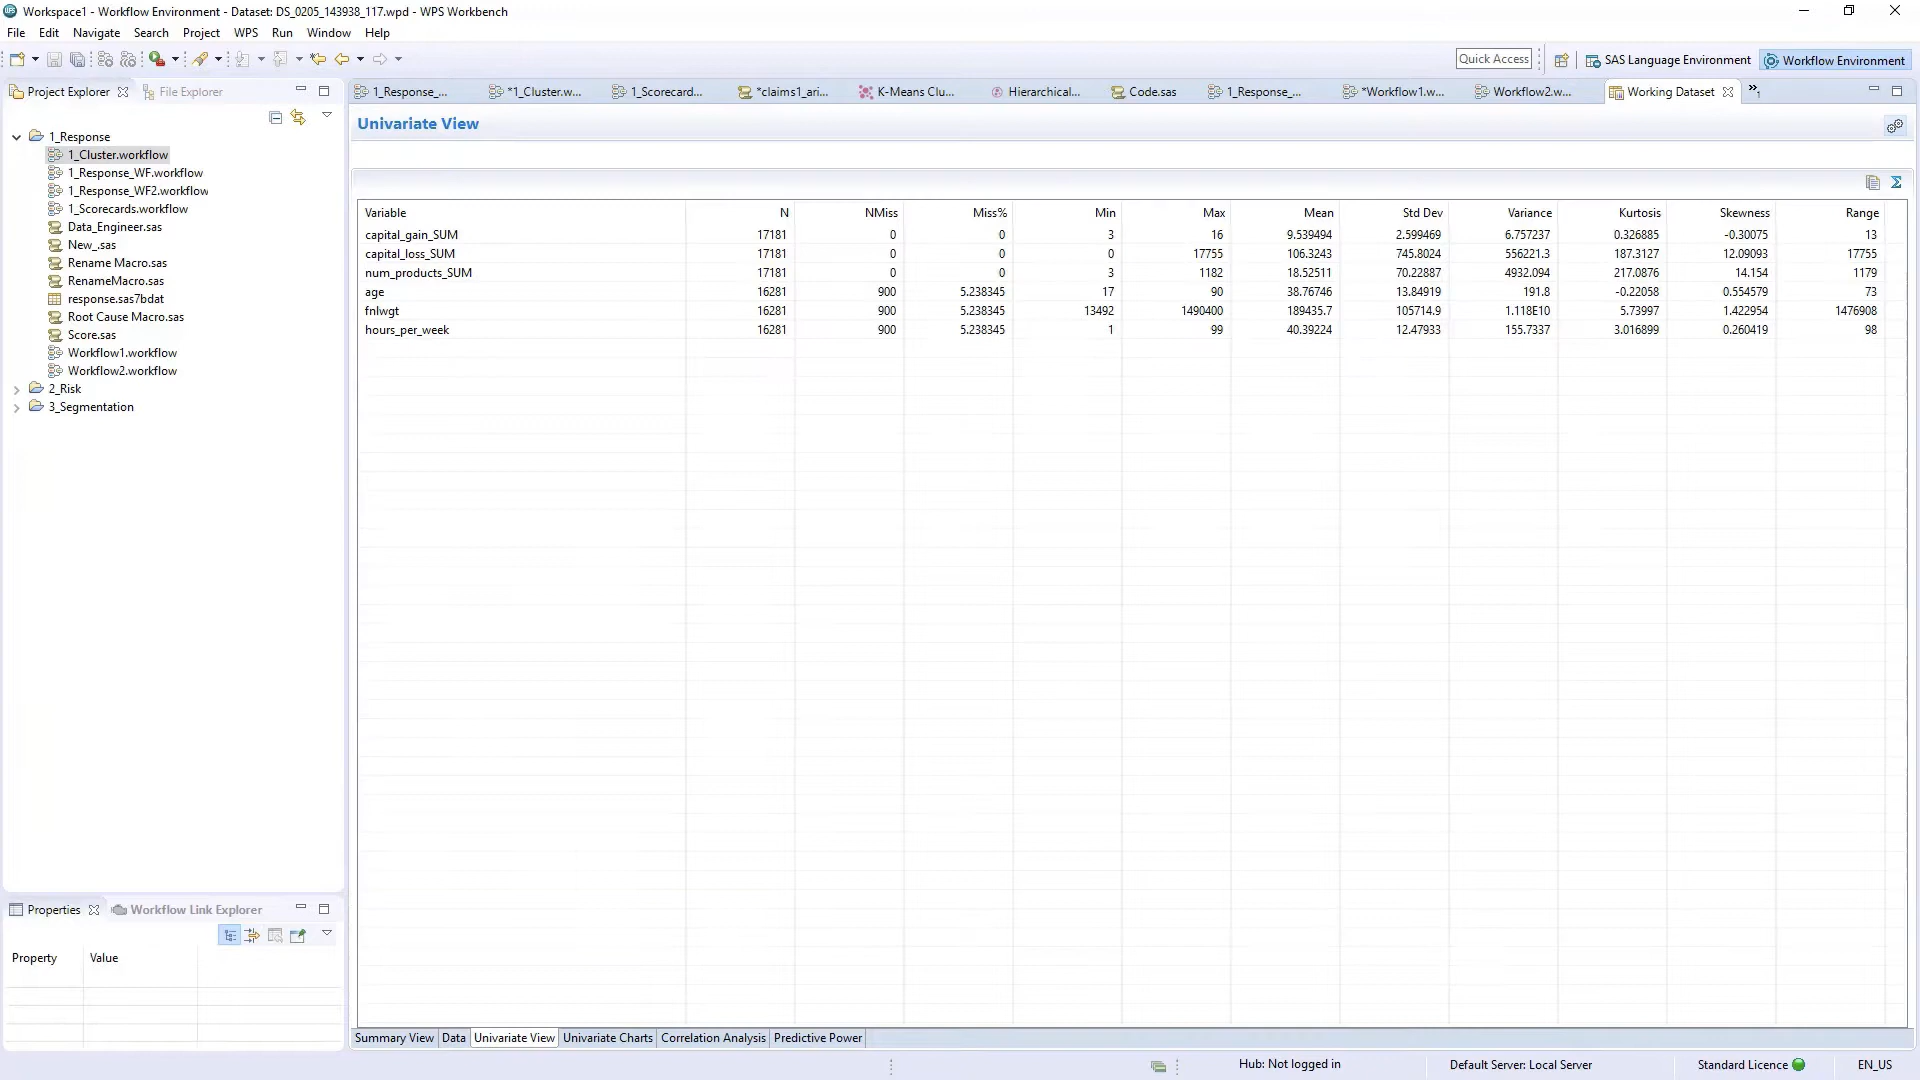 Workspace1 - Workflow Environment - Dataset: DS_0205_143938_117.wpd - WPS Workbench
File Edit Navigate Search Project WPS Run Window Help
Quick Access SAS Language Environment Workflow Environment
Project Explorer File Explorer
1_Response_... *1_Cluster.w... 1_Scorecard... *claims1_ari... K-Means Clu... Hierarchical... Code.sas 1_Response_... *Workflow1.w... Workflow2.w... Working Dataset »1
Univariate View
1_Response
1_Cluster.workflow
1_Response_WF.workflow
1_Response_WF2.workflow
1_Scorecards.workflow
Data_Engineer.sas
New_.sas
Rename Macro.sas
RenameMacro.sas
response.sas7bdat
Root Cause Macro.sas
Score.sas
Workflow1.workflow
Workflow2.workflow
2_Risk
3_Segmentation
Variable N NMiss Miss% Min Max Mean Std Dev Variance Kurtosis Skewness Range
capital_gain_SUM 17181 0 0 3 16 9.539494 2.599469 6.757237 0.326885 -0.30075 13
capital_loss_SUM 17181 0 0 0 17755 106.3243 745.8024 556221.3 187.3127 12.09093 17755
num_products_SUM 17181 0 0 3 1182 18.52511 70.22887 4932.094 217.0876 14.154 1179
age 16281 900 5.238345 17 90 38.76746 13.84919 191.8 -0.22058 0.554579 73
fnlwgt 16281 900 5.238345 13492 1490400 189435.7 105714.9 1.118E10 5.73997 1.422954 1476908
hours_per_week 16281 900 5.238345 1 99 40.39224 12.47933 155.7337 3.016899 0.260419 98
Properties Workflow Link Explorer
Property Value
Summary View Data Univariate View Univariate Charts Correlation Analysis Predictive Power
Hub: Not logged in Default Server: Local Server Standard Licence EN_US